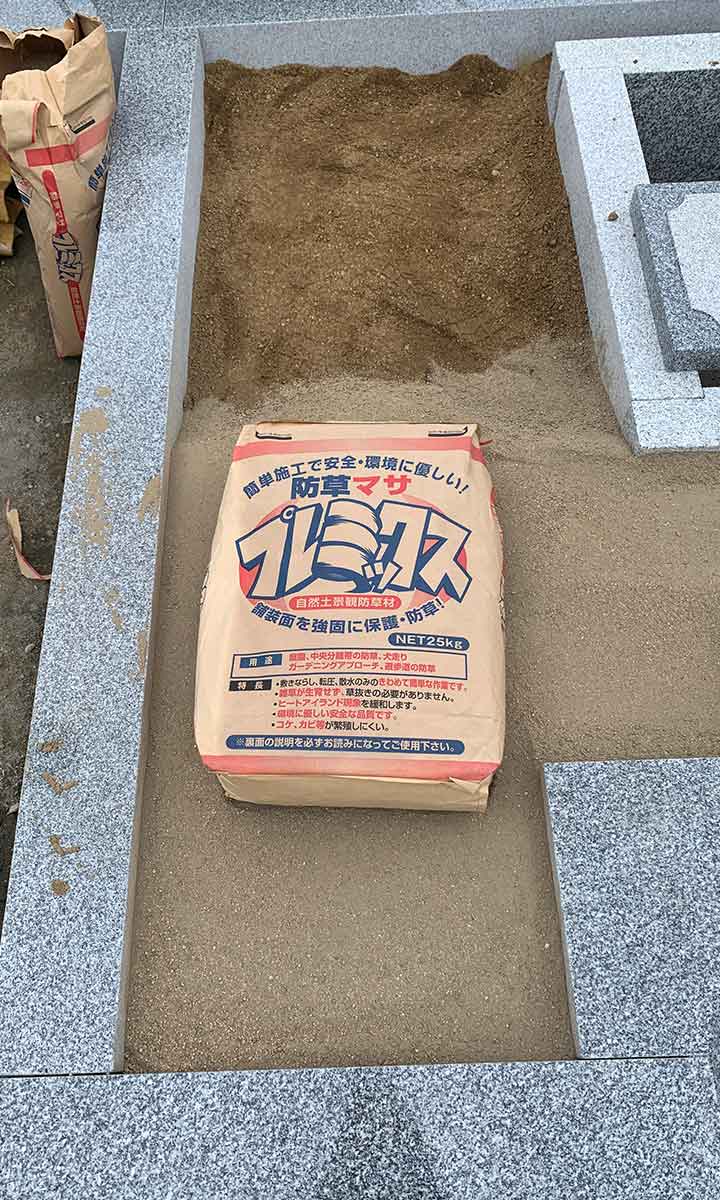 簡単施工で安全・環境に優しい!
防草マサ
プレミックス
自然土景観防草材
舗装面を強固に保護・防草!
NET25kg
用途
庭園、中央分離帯の防草、犬走り
ガーデニングアプローチ、遊歩道の防草
特長
・敷きならし、転圧、散水のみのきわめて簡単な作業です。
・雑草が生育せず、草抜きの必要がありません。
・ヒートアイランド現象を緩和します。
・環境に優しい安全な品質です。
・コケ、カビ等が繁殖しにくい。
※裏面の説明を必ずお読みになってご使用下さい。
簡単
防草マサ
プレミ